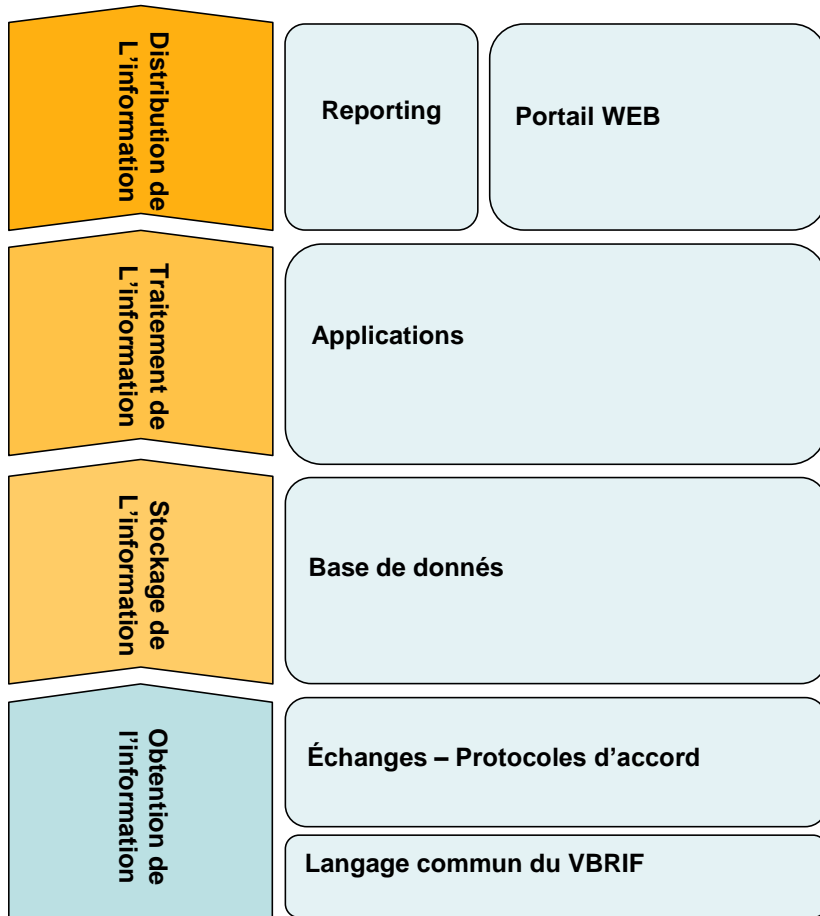 Distribution de
L'information
Reporting
Portail WEB
Traitement de
L'information
Applications
Stockage de
L'information
Base de donnés
Obtention de
l'information
Échanges – Protocoles d'accord
Langage commun du VBRIF